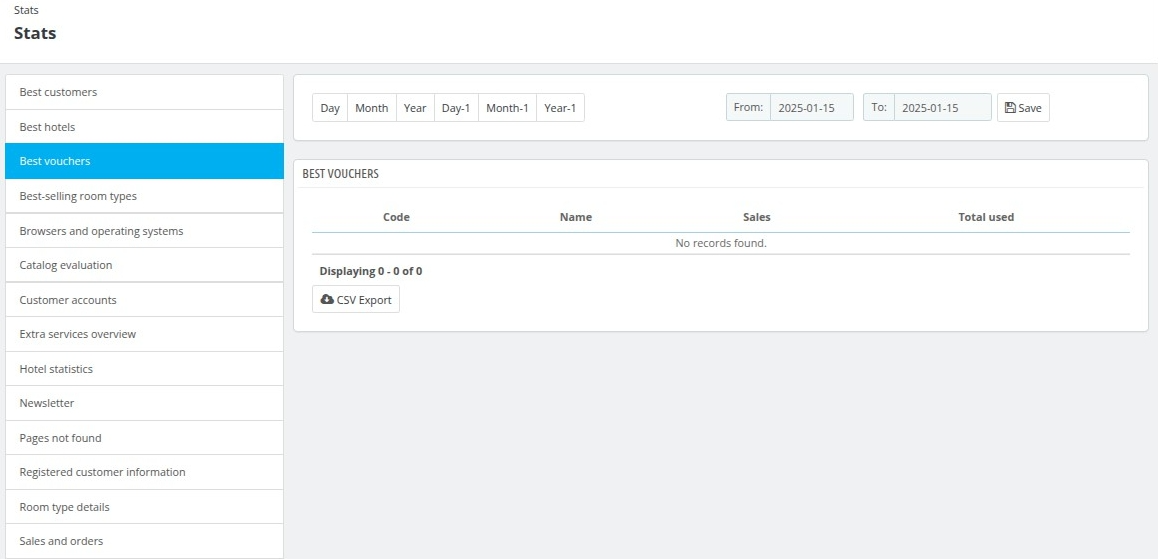 Stats
Stats
Best customers
Best hotels
Best vouchers
Best-selling room types
Browsers and operating systems
Catalog evaluation
Customer accounts
Extra services overview
Hotel statistics
Newsletter
Pages not found
Registered customer information
Room type details
Sales and orders
Day Month Year Day-1 Month-1 Year-1 From: 2025-01-15 To: 2025-01-15 Save
BEST VOUCHERS
Code Name Sales Total used
No records found.
Displaying 0 - 0 of 0
CSV Export